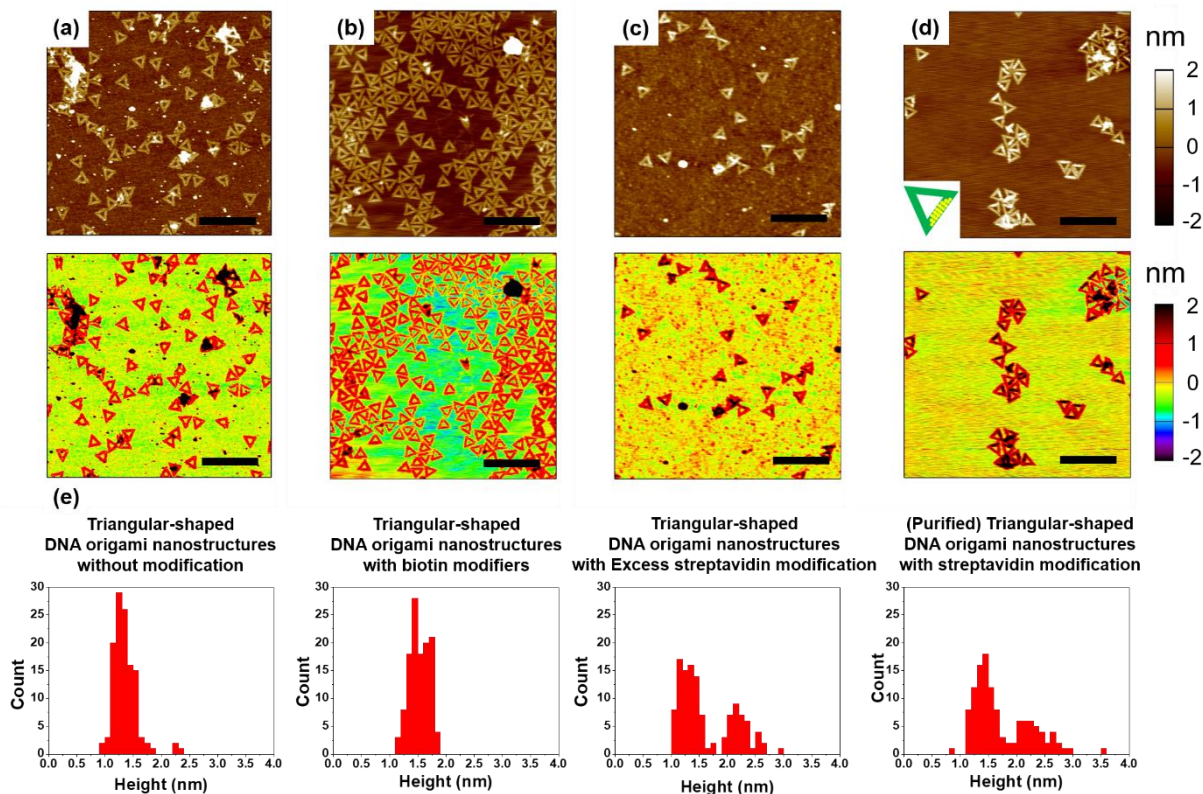 (a)
(b)
(c)
(d)
nm
2
1
0
-1
-2
nm
2
1
0
-1
-2
(e)
Triangular-shaped
DNA origami nanostructures
without modification
Triangular-shaped
DNA origami nanostructures
with biotin modifiers
Triangular-shaped
DNA origami nanostructures
with Excess streptavidin modification
(Purified) Triangular-shaped
DNA origami nanostructures
with streptavidin modification
30
25
20
15
10
5
0
Count
0.0 0.5 1.0 1.5 2.0 2.5 3.0 3.5 4.0
Height (nm)
30
25
20
15
10
5
0
Count
0.0 0.5 1.0 1.5 2.0 2.5 3.0 3.5 4.0
Height (nm)
30
25
20
15
10
5
0
Count
0.0 0.5 1.0 1.5 2.0 2.5 3.0 3.5 4.0
Height (nm)
30
25
20
15
10
5
0
Count
0.0 0.5 1.0 1.5 2.0 2.5 3.0 3.5 4.0
Height (nm)